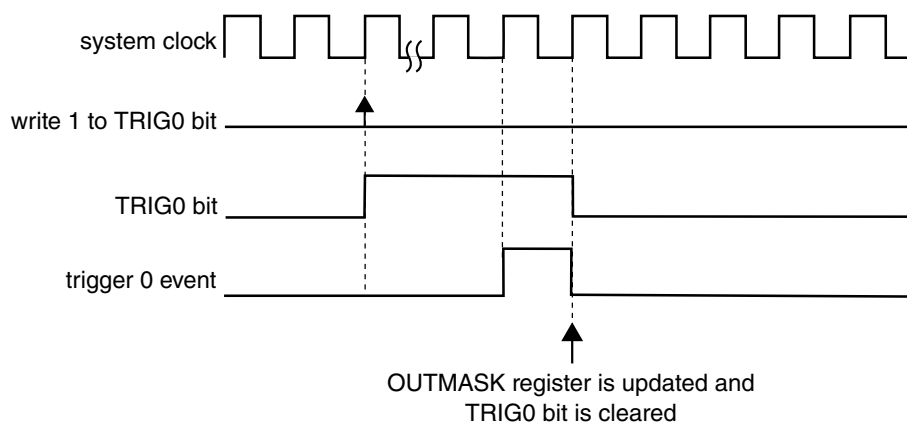 system clock
write 1 to TRIG0 bit
TRIG0 bit
trigger 0 event
OUTMASK register is updated and
TRIG0 bit is cleared